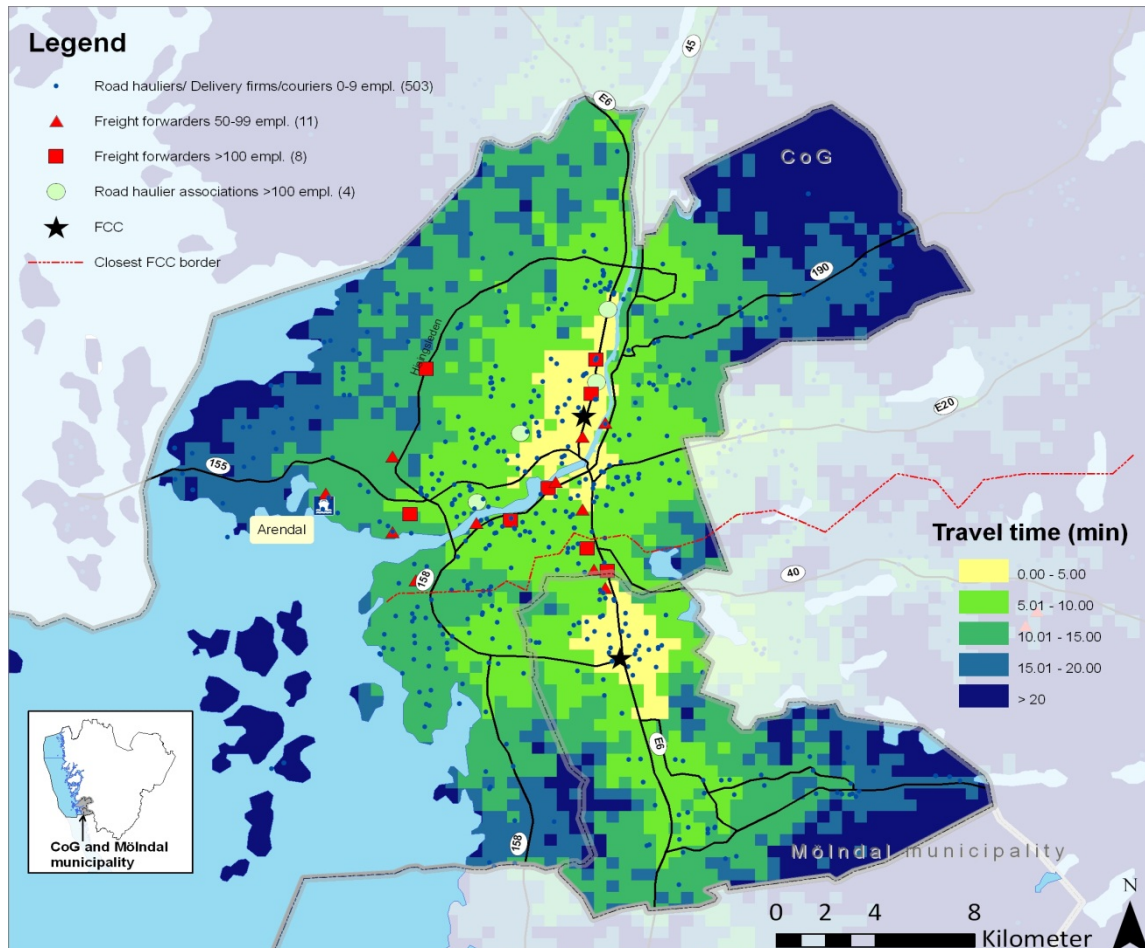 Legend
Road hauliers/ Delivery firms/couriers 0-9 empl. (503)
Freight forwarders 50-99 empl. (11)
Freight forwarders >100 empl. (8)
Road haulier associations >100 empl. (4)
FCC
Closest FCC border
45
E6
CoG
190
Hisingsleden
E20
155
Arendal
158
40
Travel time (min)
0.00 - 5.00
5.01 - 10.00
10.01 - 15.00
15.01 - 20.00
> 20
E6
158
CoG and Mölndal
municipality
Mölndal municipality
N
0 2 4 8
Kilometer